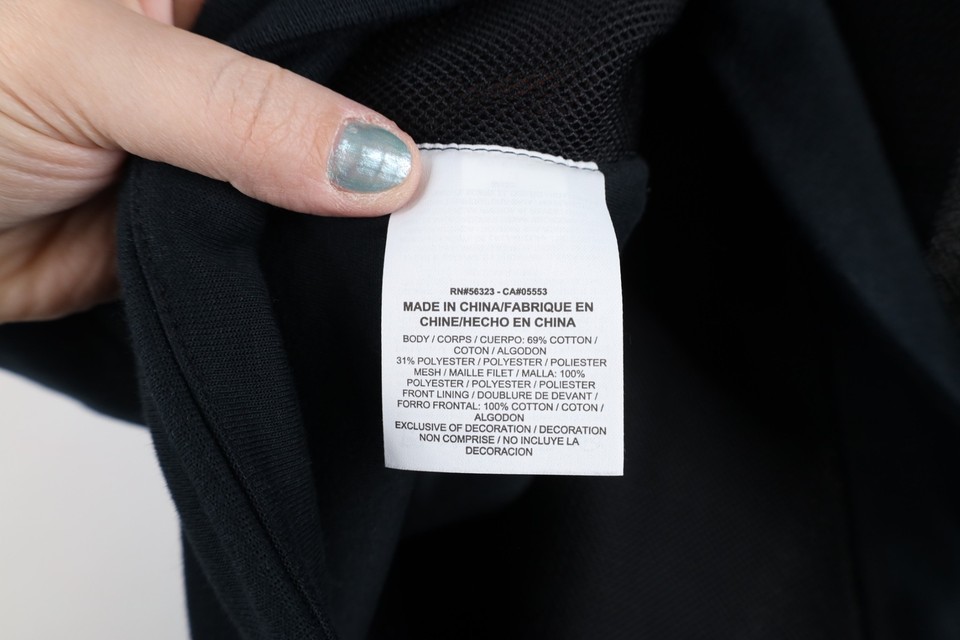 RN#56323 - CA#05553
MADE IN CHINA/FABRIQUE EN
CHINE/HECHO EN CHINA
BODY / CORPS / CUERPO: 69% COTTON /
COTON / ALGODON
31% POLYESTER / POLYESTER / POLIESTER
MESH / MAILLE FILET / MALLA: 100%
POLYESTER / POLYESTER / POLIESTER
FRONT LINING / DOUBLURE DE DEVANT /
FORRO FRONTAL: 100% COTTON / COTON /
ALGODON
EXCLUSIVE OF DECORATION / DECORATION
NON COMPRISE / NO INCLUYE LA
DECORACION